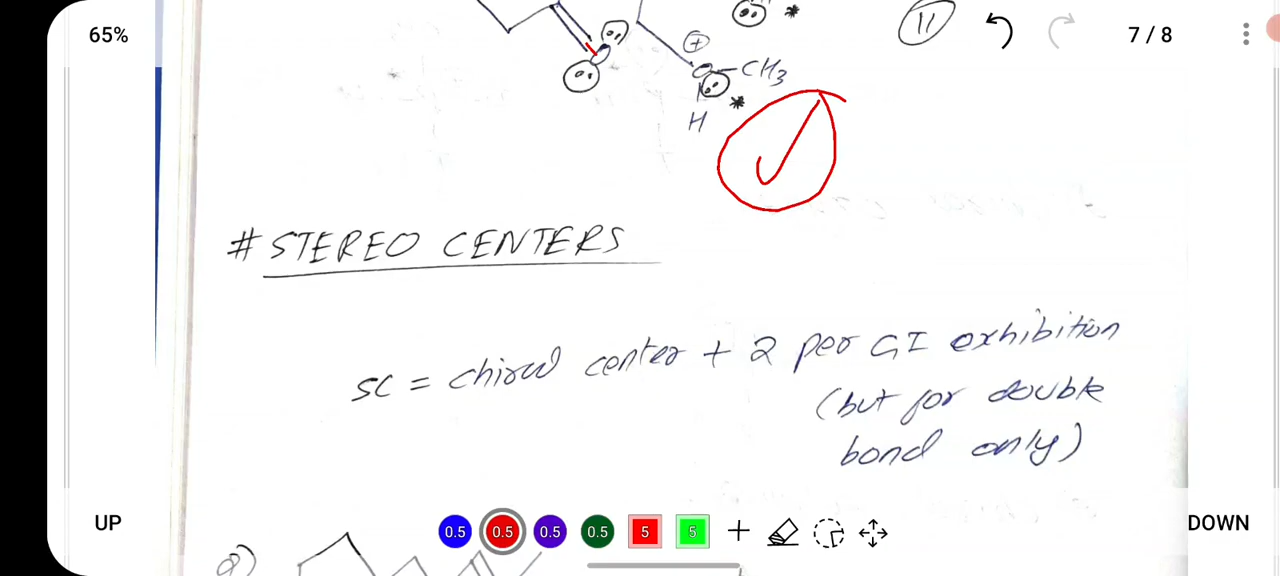 65%
11
7 / 8
CH3
H
# STEREO CENTERS
SC = chiral center + 2 per GI exhibition
(but for double
bond only)
UP
0.5 0.5 0.5 0.5 5 5
DOWN
a)